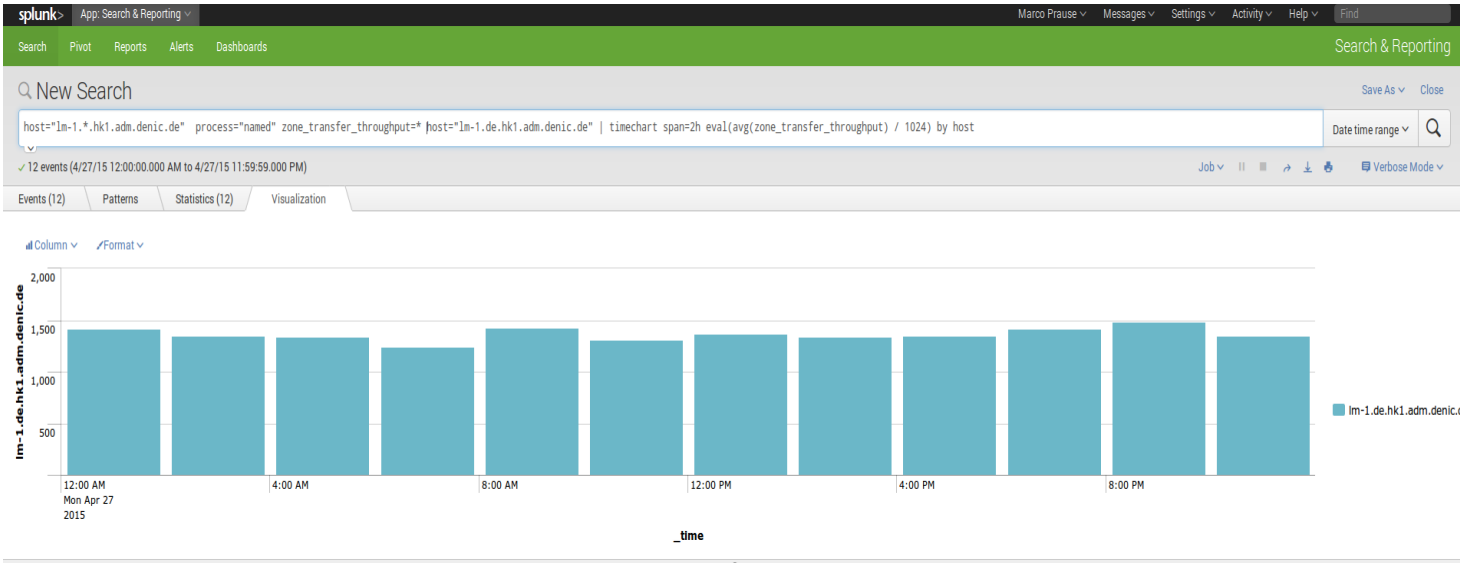 splunk> App: Search & Reporting Marco Prause Messages Settings Activity Help Find
Search Pivot Reports Alerts Dashboards Search & Reporting
New Search Save As Close
host="lm-1.*.hk1.adm.denic.de" process="named" zone_transfer_throughput=* host="lm-1.de.hk1.adm.denic.de" | timechart span=2h eval(avg(zone_transfer_throughput) / 1024) by host Date time range
12 events (4/27/15 12:00:00.000 AM to 4/27/15 11:59:59.000 PM) Job Verbose Mode
Events (12) Patterns Statistics (12) Visualization
Column Format
lm-1.de.hk1.adm.denic.de
2,000
1,500
1,000
500
12:00 AM 4:00 AM 8:00 AM 12:00 PM 4:00 PM 8:00 PM
Mon Apr 27
2015
_time
lm-1.de.hk1.adm.denic.